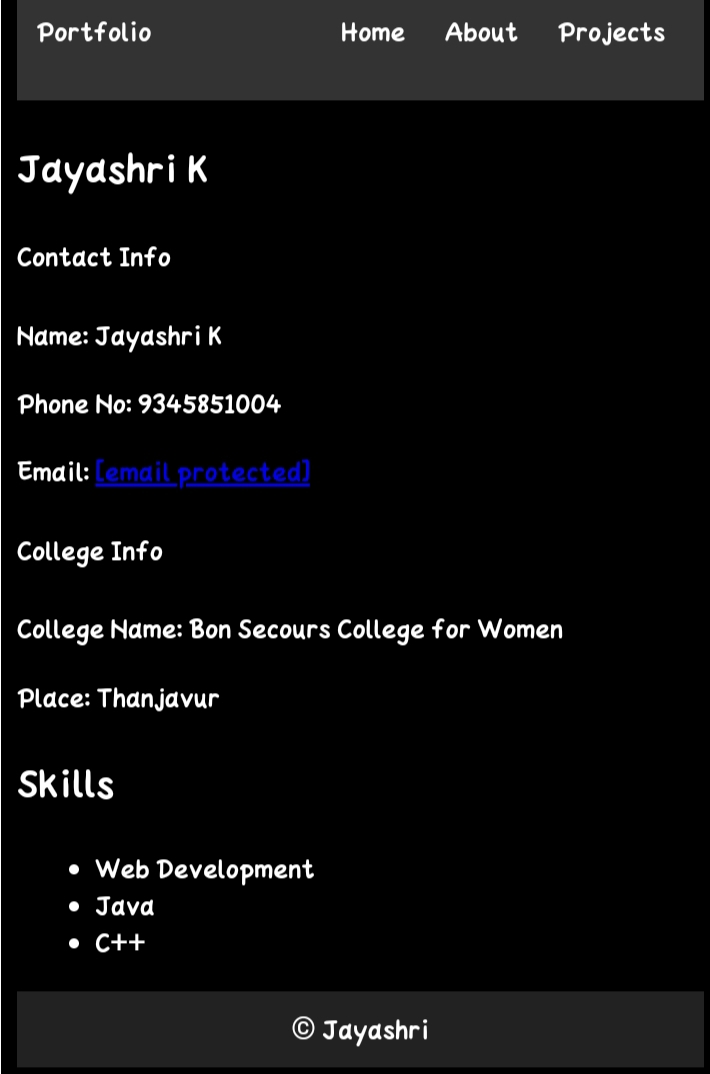 Portfolio Home About Projects
Jayashri K
Contact Info
Name: Jayashri K
Phone No: 9345851004
Email: [email protected]
College Info
College Name: Bon Secours College for Women
Place: Thanjavur
Skills
• Web Development
• Java
• C++
© Jayashri